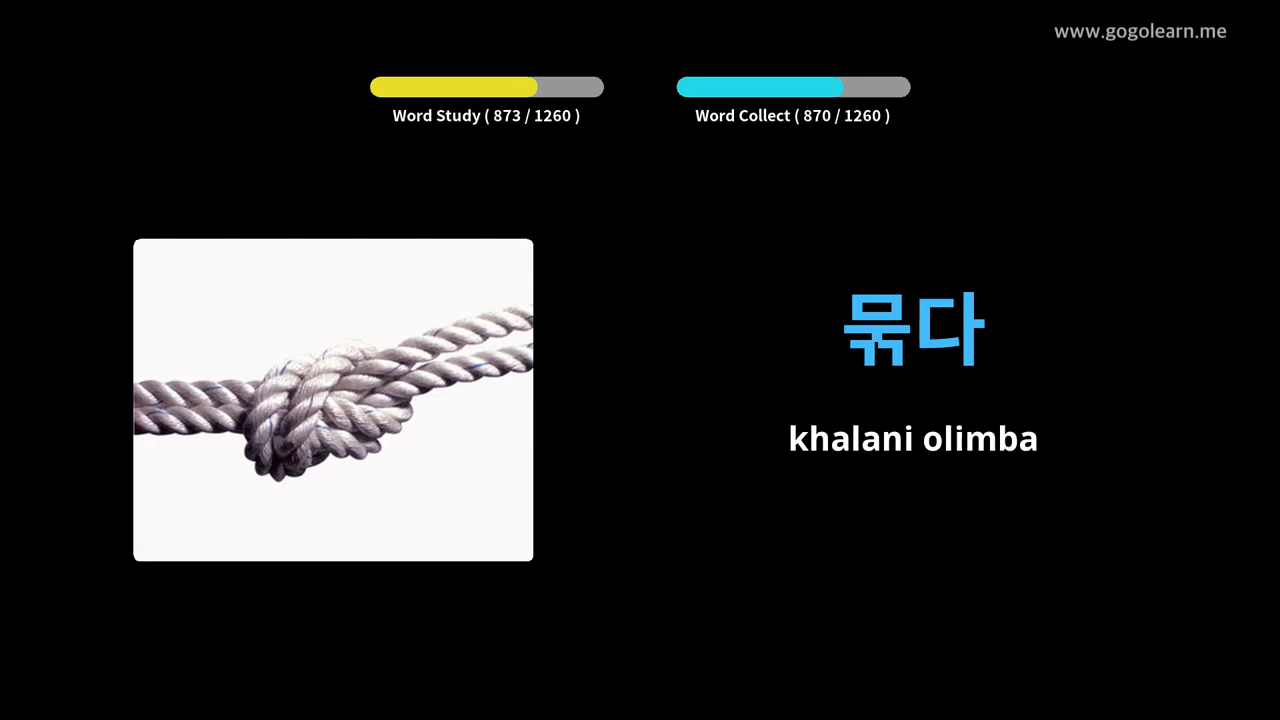 www.gogolearn.me
Word Study ( 873 / 1260 )
Word Collect ( 870 / 1260 )
묶다
khalani olimba